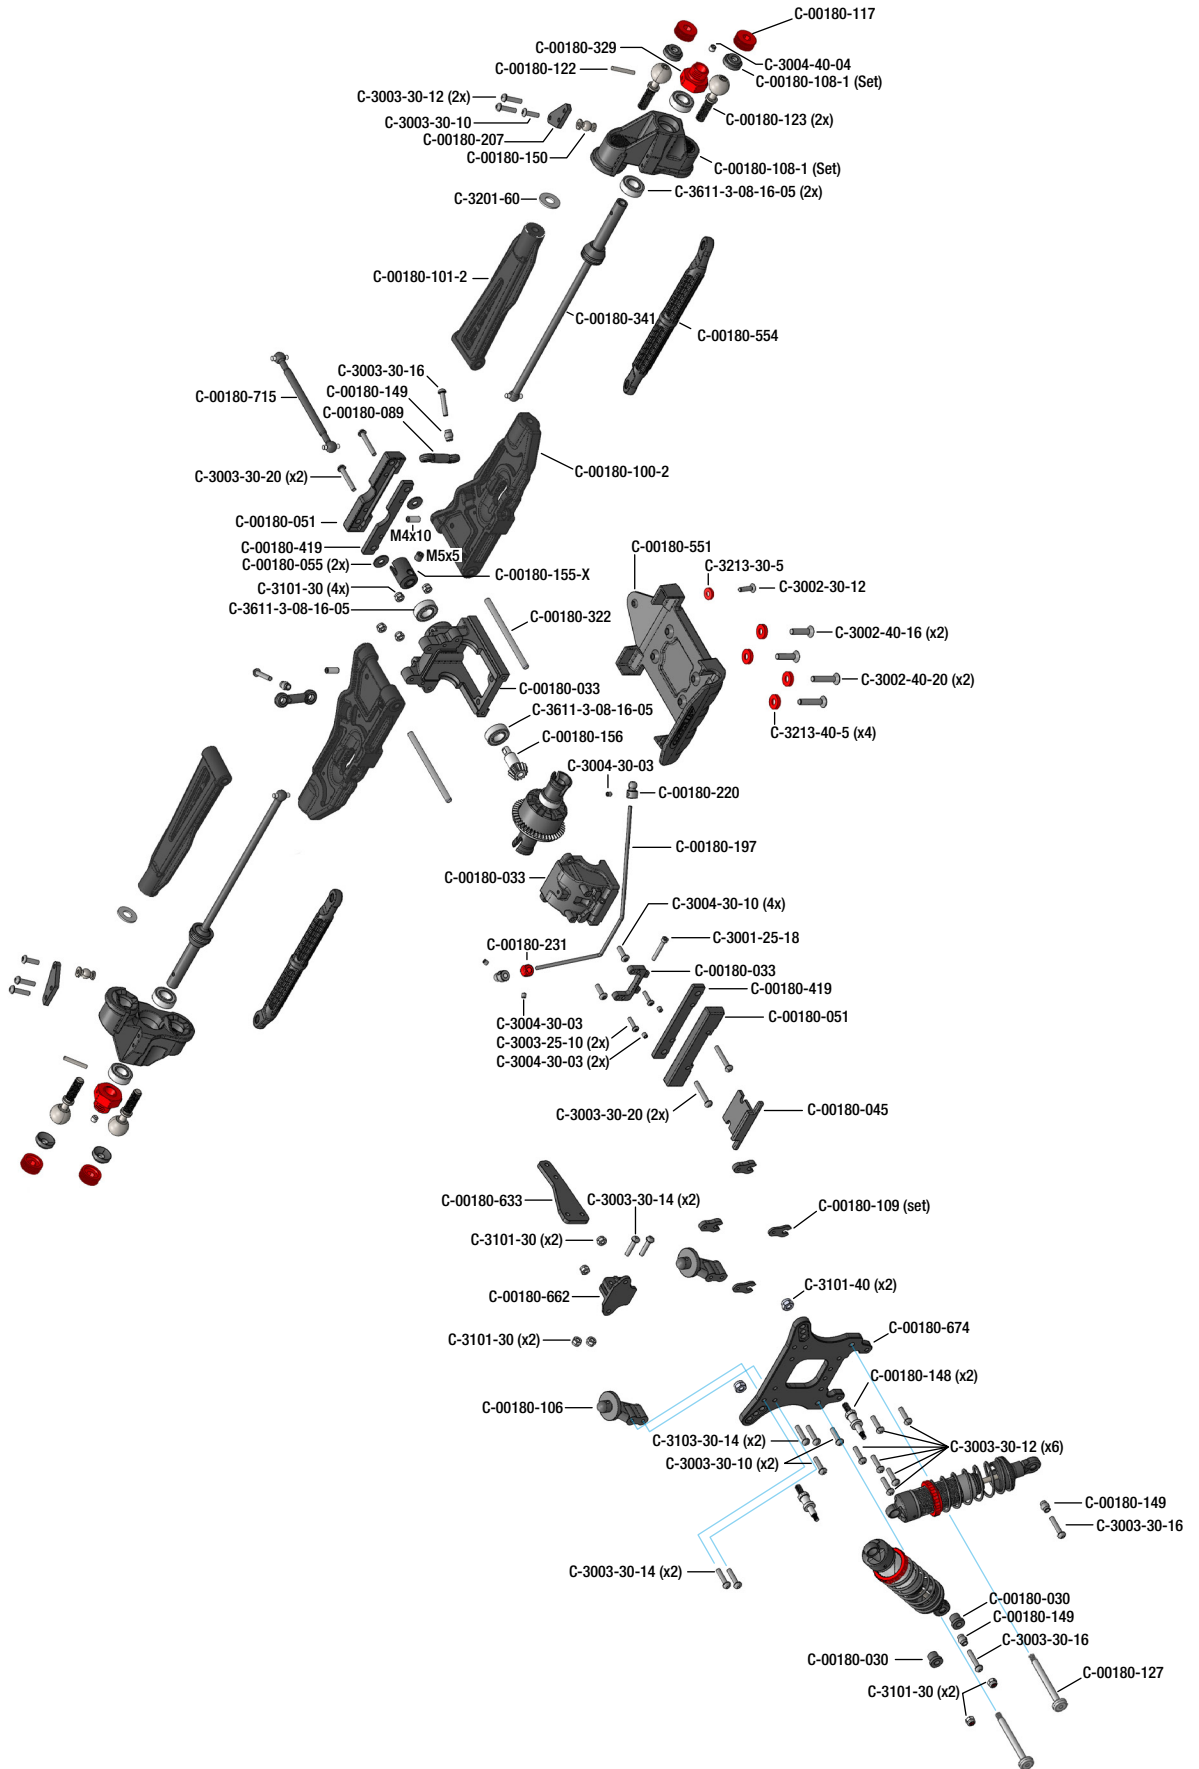 C-00180-117
C-00180-329
C-3004-40-04
C-00180-122
C-00180-108-1 (Set)
C-3003-30-12 (2x)
C-3003-30-10
C-00180-123 (2x)
C-00180-207
C-00180-150
C-00180-108-1 (Set)
C-3611-3-08-16-05 (2x)
C-3201-60
C-00180-101-2
C-00180-341
C-00180-554
C-3003-30-16
C-00180-149
C-00180-715
C-00180-089
C-3003-30-20 (x2)
C-00180-100-2
C-00180-051
M4x10
C-00180-419
M5x5
C-00180-551
C-3213-30-5
C-00180-055 (2x)
C-00180-155-X
C-3101-30 (4x)
C-3002-30-12
C-3611-3-08-16-05
C-00180-322
C-3002-40-16 (x2)
C-3002-40-20 (x2)
C-00180-033
C-3611-3-08-16-05
C-3213-40-5 (x4)
C-00180-156
C-3004-30-03
C-00180-220
C-00180-197
C-00180-033
C-3004-30-10 (4x)
C-3001-25-18
C-00180-231
C-00180-033
C-00180-419
C-3004-30-03
C-00180-051
C-3003-25-10 (2x)
C-3004-30-03 (2x)
C-3003-30-20 (2x)
C-00180-045
C-00180-633
C-3003-30-14 (x2)
C-00180-109 (set)
C-3101-30 (x2)
C-3101-40 (x2)
C-00180-662
C-3101-30 (x2)
C-00180-674
C-00180-148 (x2)
C-00180-106
C-3103-30-14 (x2)
C-3003-30-12 (x6)
C-3003-30-10 (x2)
C-00180-149
C-3003-30-16
C-3003-30-14 (x2)
C-00180-030
C-00180-149
C-3003-30-16
C-00180-030
C-00180-127
C-3101-30 (x2)